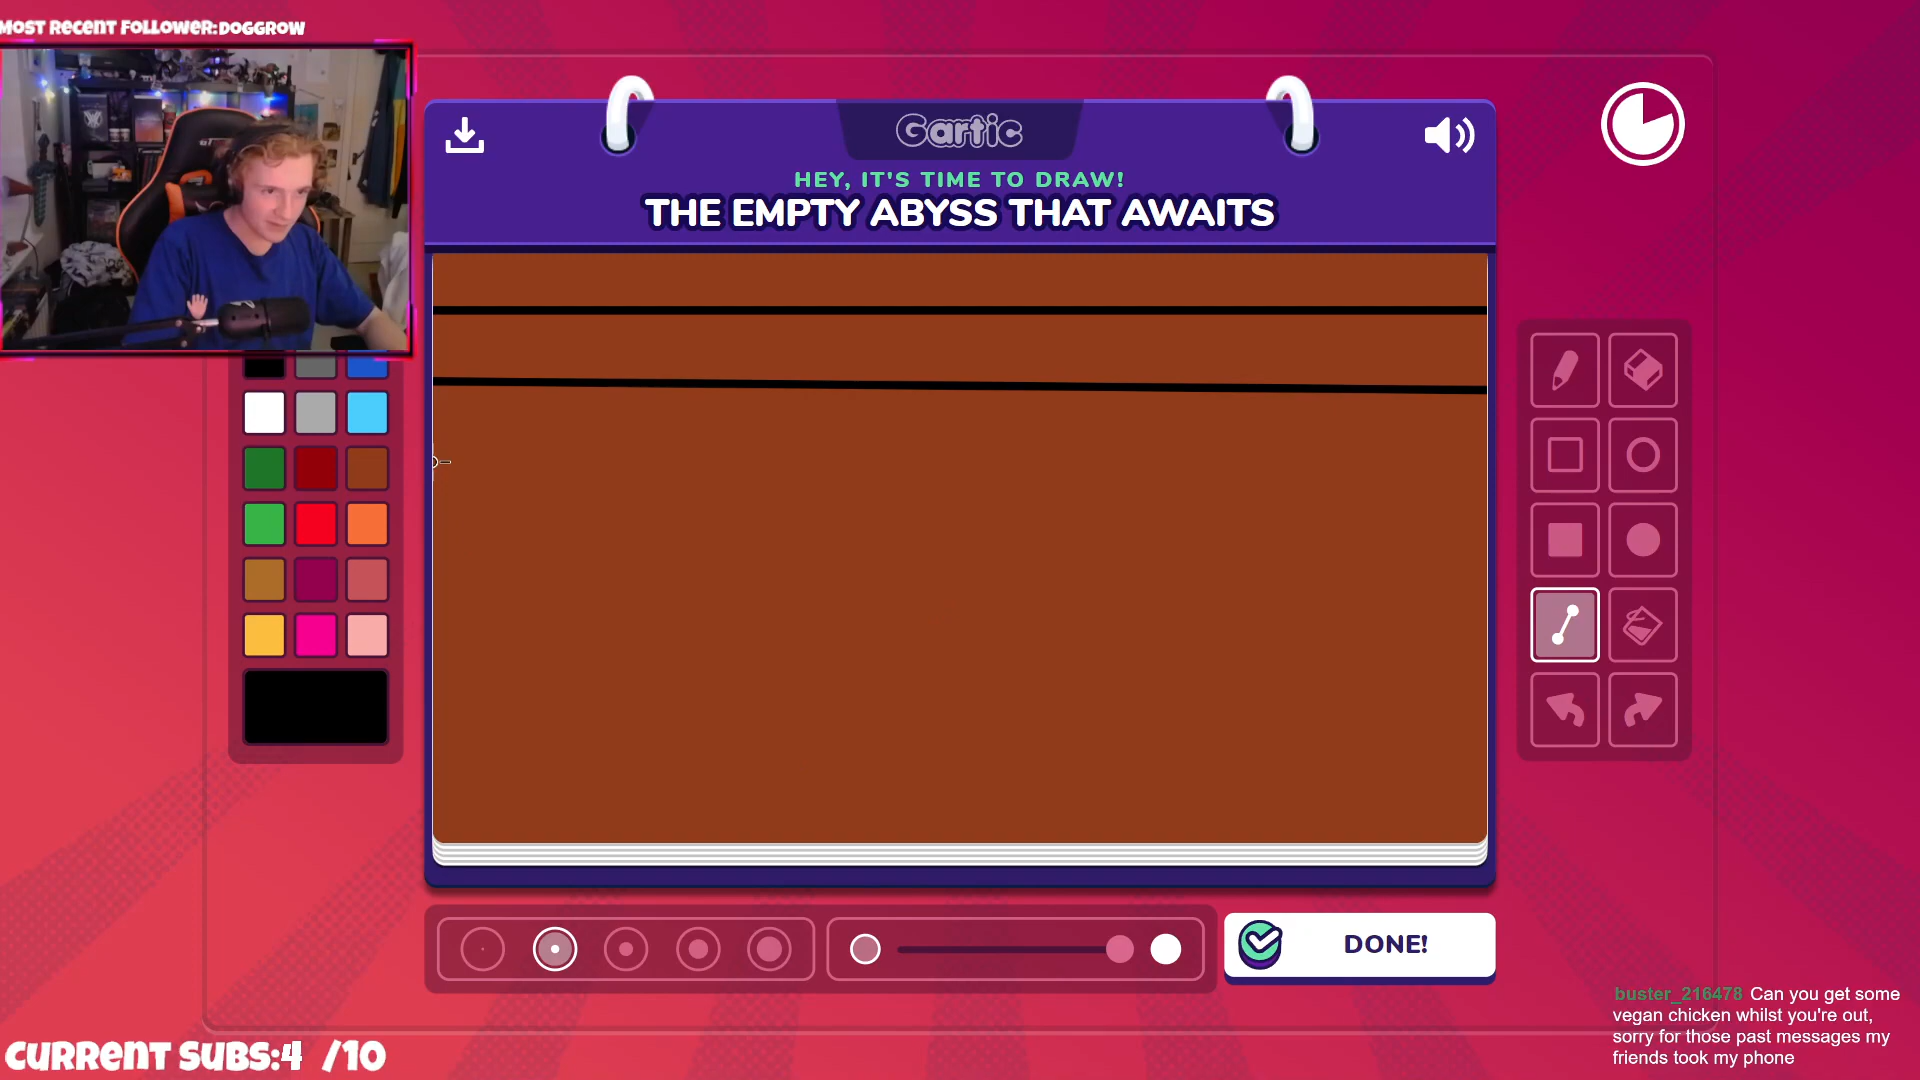 MOST RECENT FOLLOWER:DOGGROW
Gartic
HEY, IT'S TIME TO DRAW!
THE EMPTY ABYSS THAT AWAITS
DONE!
buster_216478 Can you get some
vegan chicken whilst you're out,
sorry for those past messages my
friends took my phone
CURRENT SUBS:4 /10